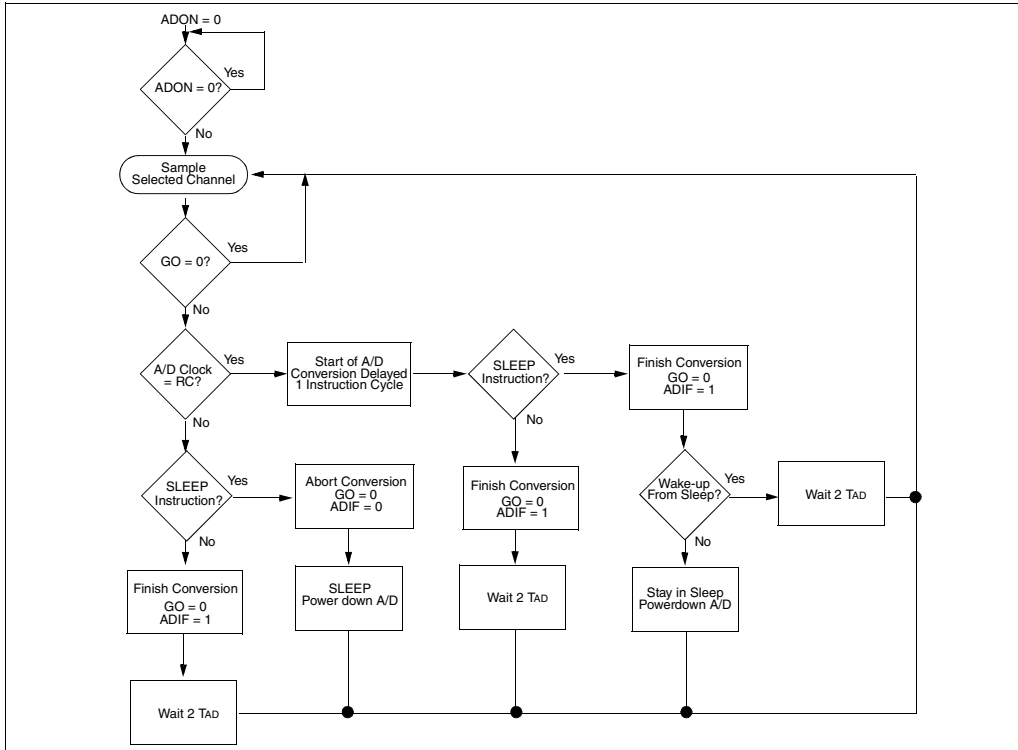 ADON = 0
Yes
ADON = 0?
No
Sample
Selected Channel
Yes
GO = 0?
No
A/D Clock
= RC?
Yes
Start of A/D
Conversion Delayed
1 Instruction Cycle
SLEEP
Instruction?
Yes
Finish Conversion
GO = 0
ADIF = 1
No
No
SLEEP
Instruction?
Yes
Abort Conversion
GO = 0
ADIF = 0
Finish Conversion
GO = 0
ADIF = 1
Wake-up
From Sleep?
Yes
Wait 2 TAD
No
No
Finish Conversion
GO = 0
ADIF = 1
SLEEP
Power down A/D
Wait 2 TAD
Stay in Sleep
Powerdown A/D
Wait 2 TAD